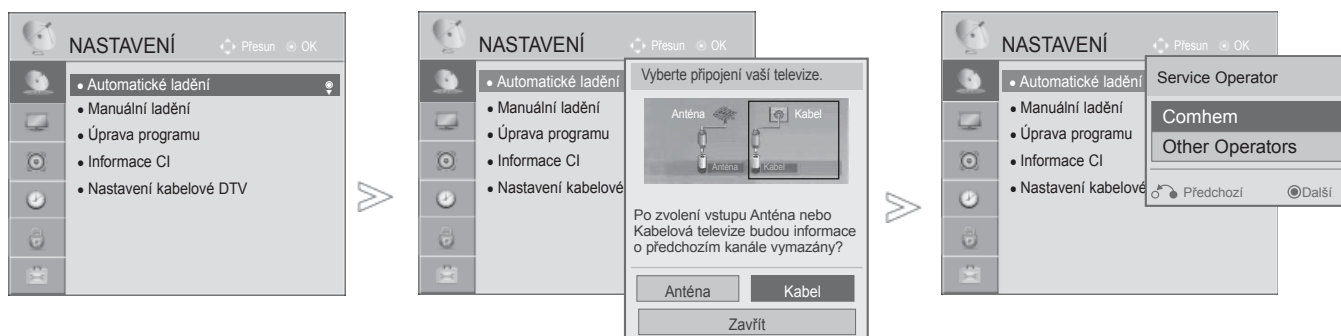 NASTAVENÍ
Přesun OK
• Automatické ladění
• Manuální ladění
• Úprava programu
• Informace CI
• Nastavení kabelové DTV
>
NASTAVENÍ
Přesun OK
• Automatické ladění
• Manuální ladění
• Úprava programu
• Informace CI
• Nastavení kabelové
Vyberte připojení vaší televize.
Anténa Kabel
Anténa Kabel
Po zvolení vstupu Anténa nebo
Kabelová televize budou informace
o předchozím kanále vymazány?
Anténa Kabel
Zavřít
>
NASTAVENÍ
Přesun OK
• Automatické ladění
• Manuální ladění
• Úprava programu
• Informace CI
• Nastavení kabelové
Service Operator
Comhem
Other Operators
Předchozí Další